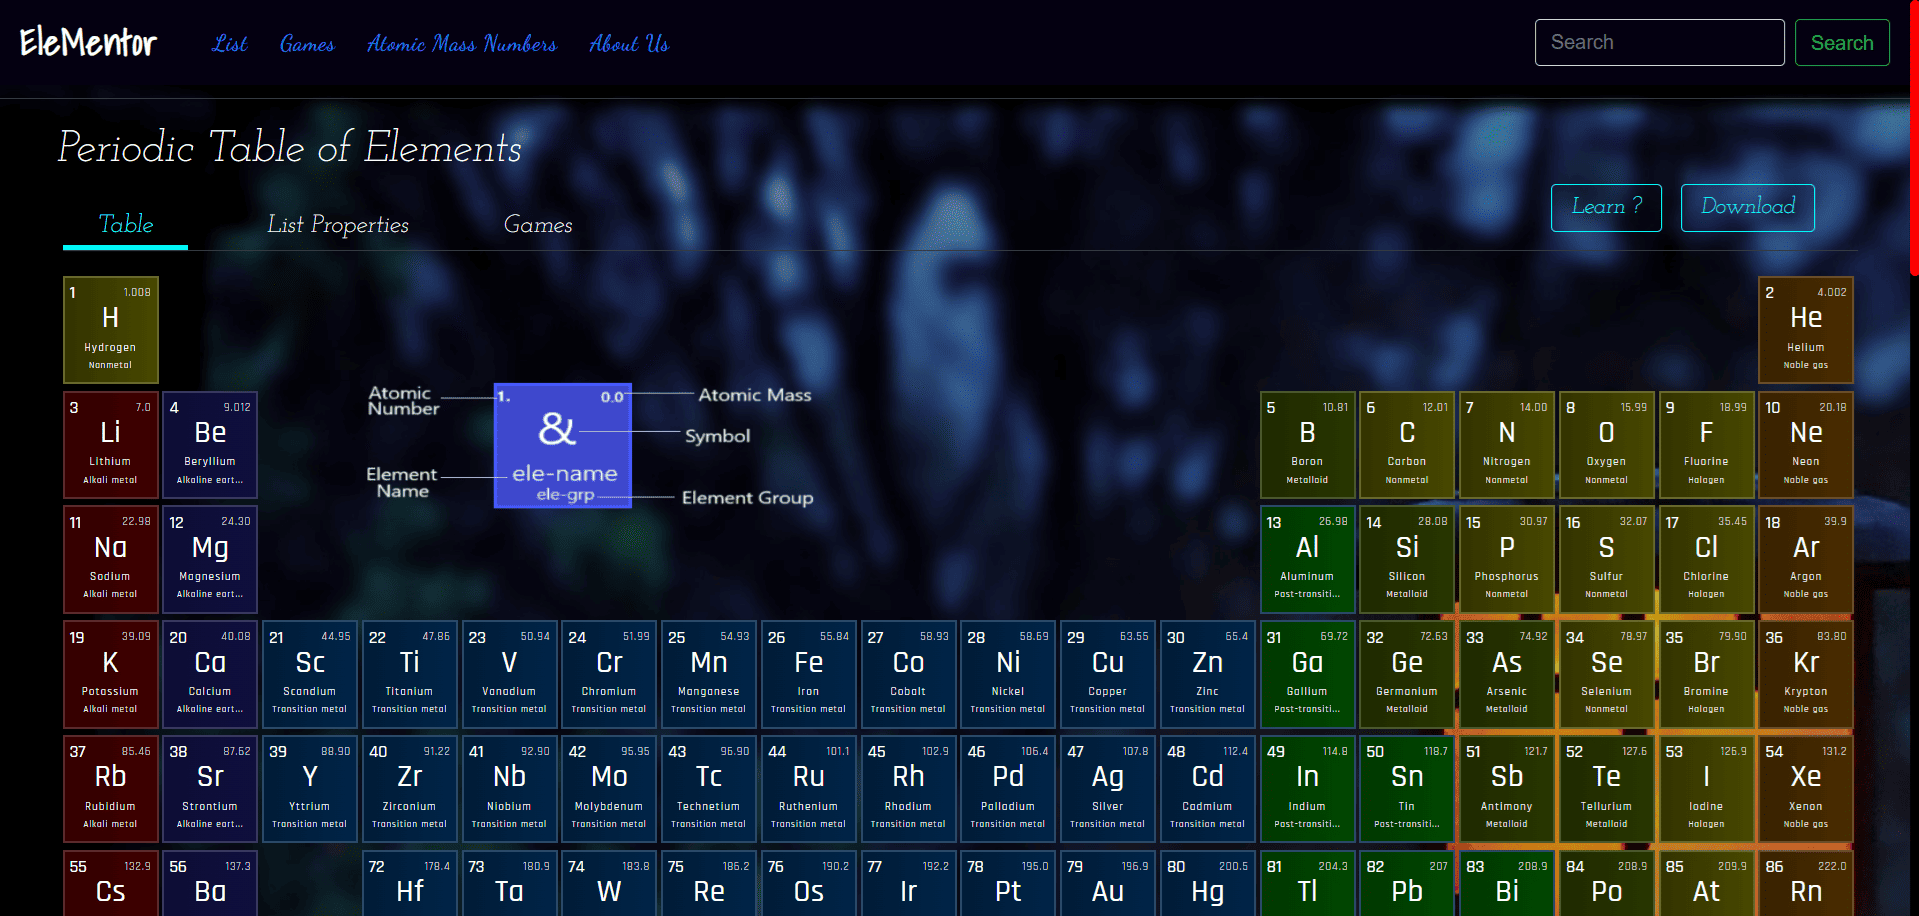 EleMentor List Games Atomic Mass Numbers About Us Search Search
Periodic Table of Elements
Table List Properties Games Learn ? Download
1 1.008 2 4.002
H He
Hydrogen Helium
Nonmetal Noble gas
Atomic Number 1. 0.0 Atomic Mass
& Symbol
Element Name ele-name
ele-grp Element Group
3 7.0 4 9.012 5 10.81 6 12.01 7 14.00 8 15.99 9 18.99 10 20.18
Li Be B C N O F Ne
Lithium Beryllium Boron Carbon Nitrogen Oxygen Fluorine Neon
Alkali metal Alkaline eart... Metalloid Nonmetal Nonmetal Nonmetal Halogen Noble gas
11 22.98 12 24.30 13 26.98 14 28.08 15 30.97 16 32.07 17 35.45 18 39.9
Na Mg Al Si P S Cl Ar
Sodium Magnesium Aluminum Silicon Phosphorus Sulfur Chlorine Argon
Alkali metal Alkaline eart... Post-transiti... Metalloid Nonmetal Nonmetal Halogen Noble gas
19 39.09 20 40.08 21 44.95 22 47.86 23 50.94 24 51.99 25 54.93 26 55.84 27 58.93 28 58.69 29 63.55 30 65.4 31 69.72 32 72.63 33 74.92 34 78.97 35 79.90 36 83.80
K Ca Sc Ti V Cr Mn Fe Co Ni Cu Zn Ga Ge As Se Br Kr
Potassium Calcium Scandium Titanium Vanadium Chromium Manganese Iron Cobalt Nickel Copper Zinc Gallium Germanium Arsenic Selenium Bromine Krypton
Alkali metal Alkaline eart... Transition metal Transition metal Transition metal Transition metal Transition metal Transition metal Transition metal Transition metal Transition metal Transition metal Post-transiti... Metalloid Metalloid Nonmetal Halogen Noble gas
37 85.46 38 87.62 39 88.90 40 91.22 41 92.90 42 95.95 43 96.90 44 101.1 45 102.9 46 106.4 47 107.8 48 112.4 49 114.8 50 118.7 51 121.7 52 127.6 53 126.9 54 131.2
Rb Sr Y Zr Nb Mo Tc Ru Rh Pd Ag Cd In Sn Sb Te I Xe
Rubidium Strontium Yttrium Zirconium Niobium Molybdenum Technetium Ruthenium Rhodium Palladium Silver Cadmium Indium Tin Antimony Tellurium Iodine Xenon
Alkali metal Alkaline eart... Transition metal Transition metal Transition metal Transition metal Transition metal Transition metal Transition metal Transition metal Transition metal Transition metal Post-transiti... Post-transiti... Metalloid Metalloid Halogen Noble gas
55 132.9 56 137.3 72 178.4 73 180.9 74 183.8 75 186.2 76 190.2 77 192.2 78 195.0 79 196.9 80 200.5 81 204.3 82 207 83 208.9 84 208.9 85 209.9 86 222.0
Cs Ba Hf Ta W Re Os Ir Pt Au Hg Tl Pb Bi Po At Rn